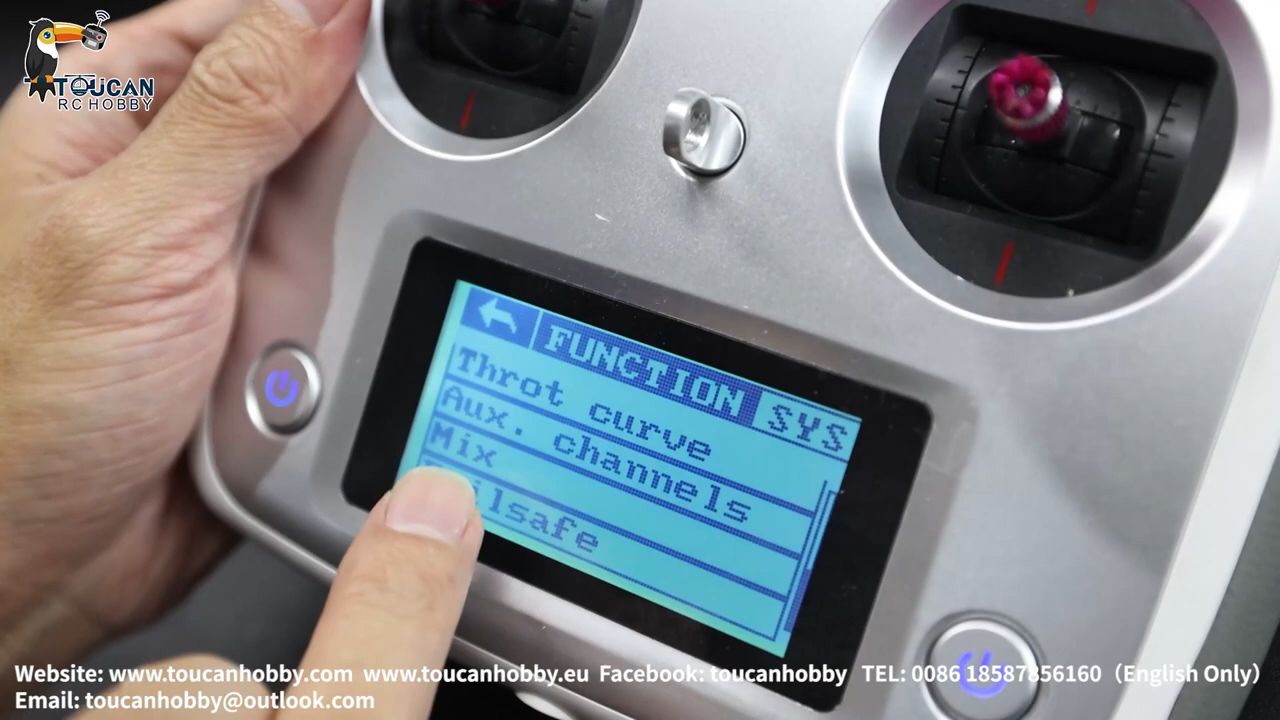 TOUCAN
RC HOBBY
FUNCTION SYS
Throt curve
Aux. channels
Mix
ilsafe
Website: www.toucanhobby.com www.toucanhobby.eu Facebook: toucanhobby TEL: 0086 18587856160（English Only）
Email: toucanhobby@outlook.com